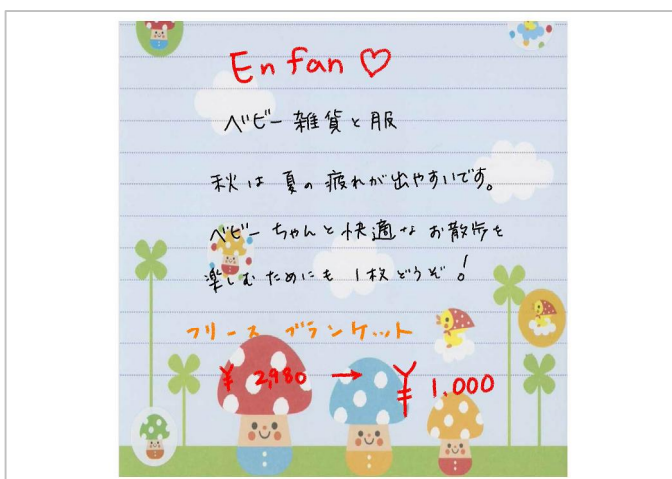 Enfan ♡
ベビー雑貨と服
秋は夏の疲れが出やすいです。
ベビーちゃんと快適なお散歩を
楽しむためにも1枚どうぞ!
フリースブランケット
¥2,980 → ¥1,000